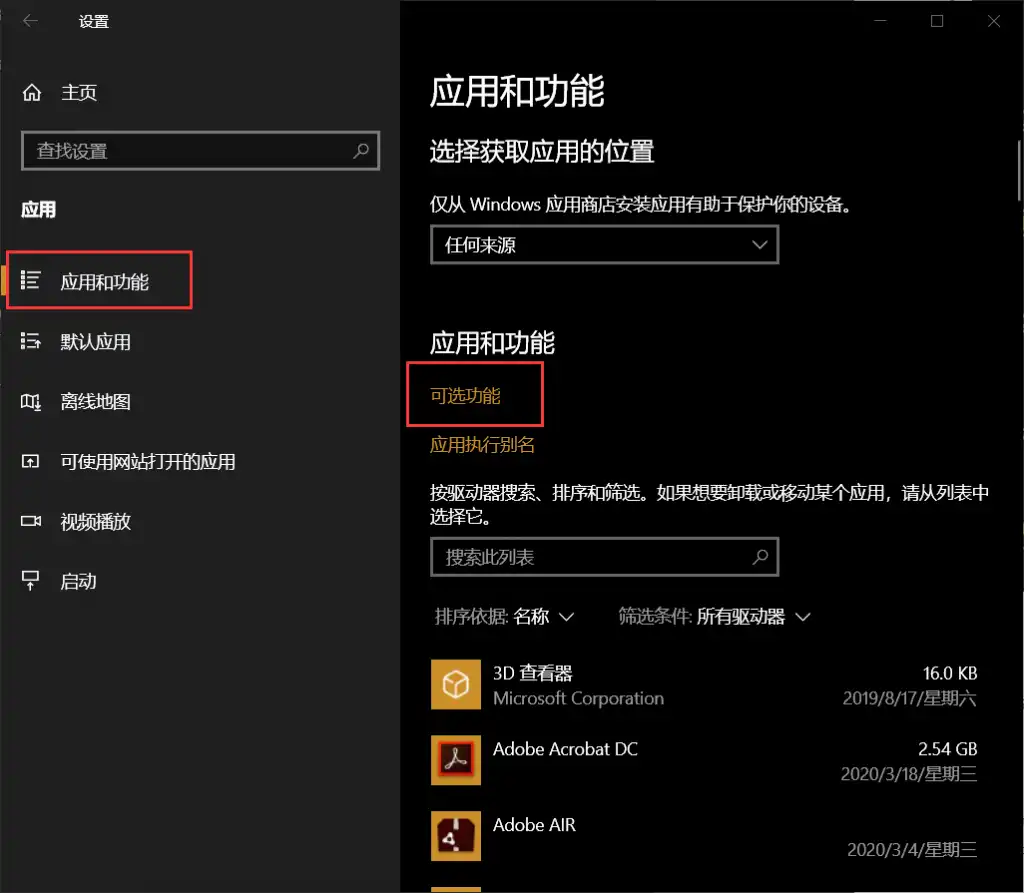 设置
主页
查找设置
应用
应用和功能
默认应用
离线地图
可使用网站打开的应用
视频播放
启动
应用和功能
选择获取应用的位置
仅从 Windows 应用商店安装应用有助于保护你的设备。
任何来源
应用和功能
可选功能
应用执行别名
按驱动器搜索、排序和筛选。如果想要卸载或移动某个应用，请从列表中
选择它。
搜索此列表
排序依据: 名称 筛选条件: 所有驱动器
3D 查看器 16.0 KB
Microsoft Corporation 2019/8/17/星期六
Adobe Acrobat DC 2.54 GB
2020/3/18/星期三
Adobe AIR
2020/3/4/星期三